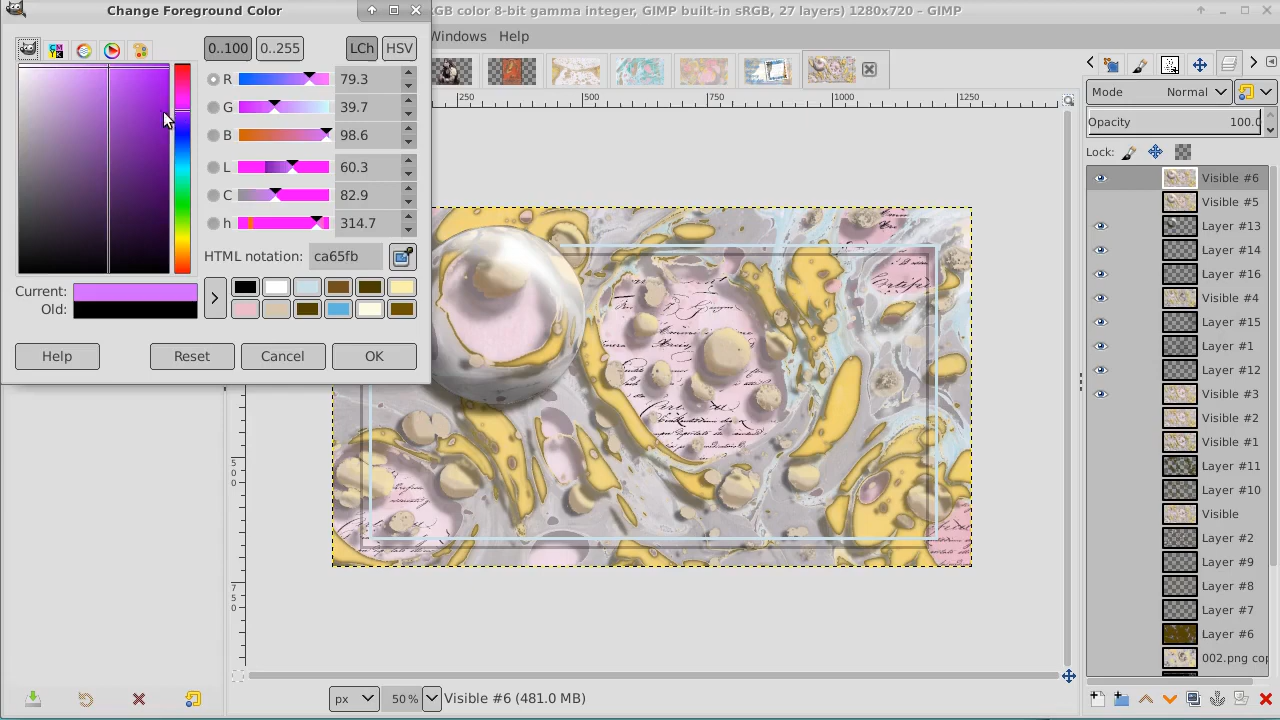 Change Foreground Color
GB color 8-bit gamma integer, GIMP built-in sRGB, 27 layers) 1280x720 – GIMP
Windows Help
0..100 0..255 LCh HSV
R 79.3
G 39.7
B 98.6
L 60.3
C 82.9
h 314.7
HTML notation: ca65fb
Current:
Old:
Help Reset Cancel OK
250 500 750 1000 1250
500
750
Mode Normal
Opacity 100.0
Lock:
Visible #6
Visible #5
Layer #13
Layer #14
Layer #16
Visible #4
Layer #15
Layer #1
Layer #12
Visible #3
Visible #2
Visible #1
Layer #11
Layer #10
Visible
Layer #2
Layer #9
Layer #8
Layer #7
Layer #6
002.png cop
px 50 % Visible #6 (481.0 MB)